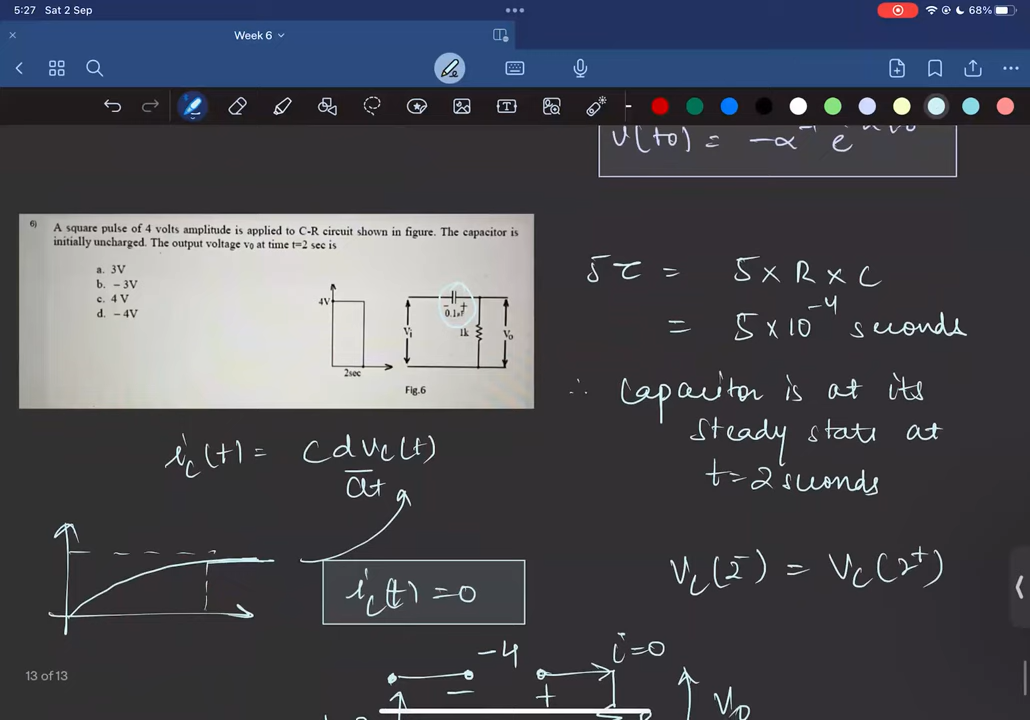 5:27 Sat 2 Sep
68%
Week 6
V(t0) = -α
6) A square pulse of 4 volts amplitude is applied to C-R circuit shown in figure. The capacitor is
initially uncharged. The output voltage v0 at time t=2 sec is
a. 3V
b. – 3V
c. 4 V
d. – 4V
4V
2sec
Vi
- +
0.1
1k
Vo
Fig.6
5τ = 5 × R × C
= 5 × 10⁻⁴ seconds
∴ Capacitor is at its
steady state at
t = 2 seconds
ic(t) = C dVc(t)
dt
ic(t) = 0
Vc(2⁻) = Vc(2⁺)
-4
i = 0
- +
V0
13 of 13